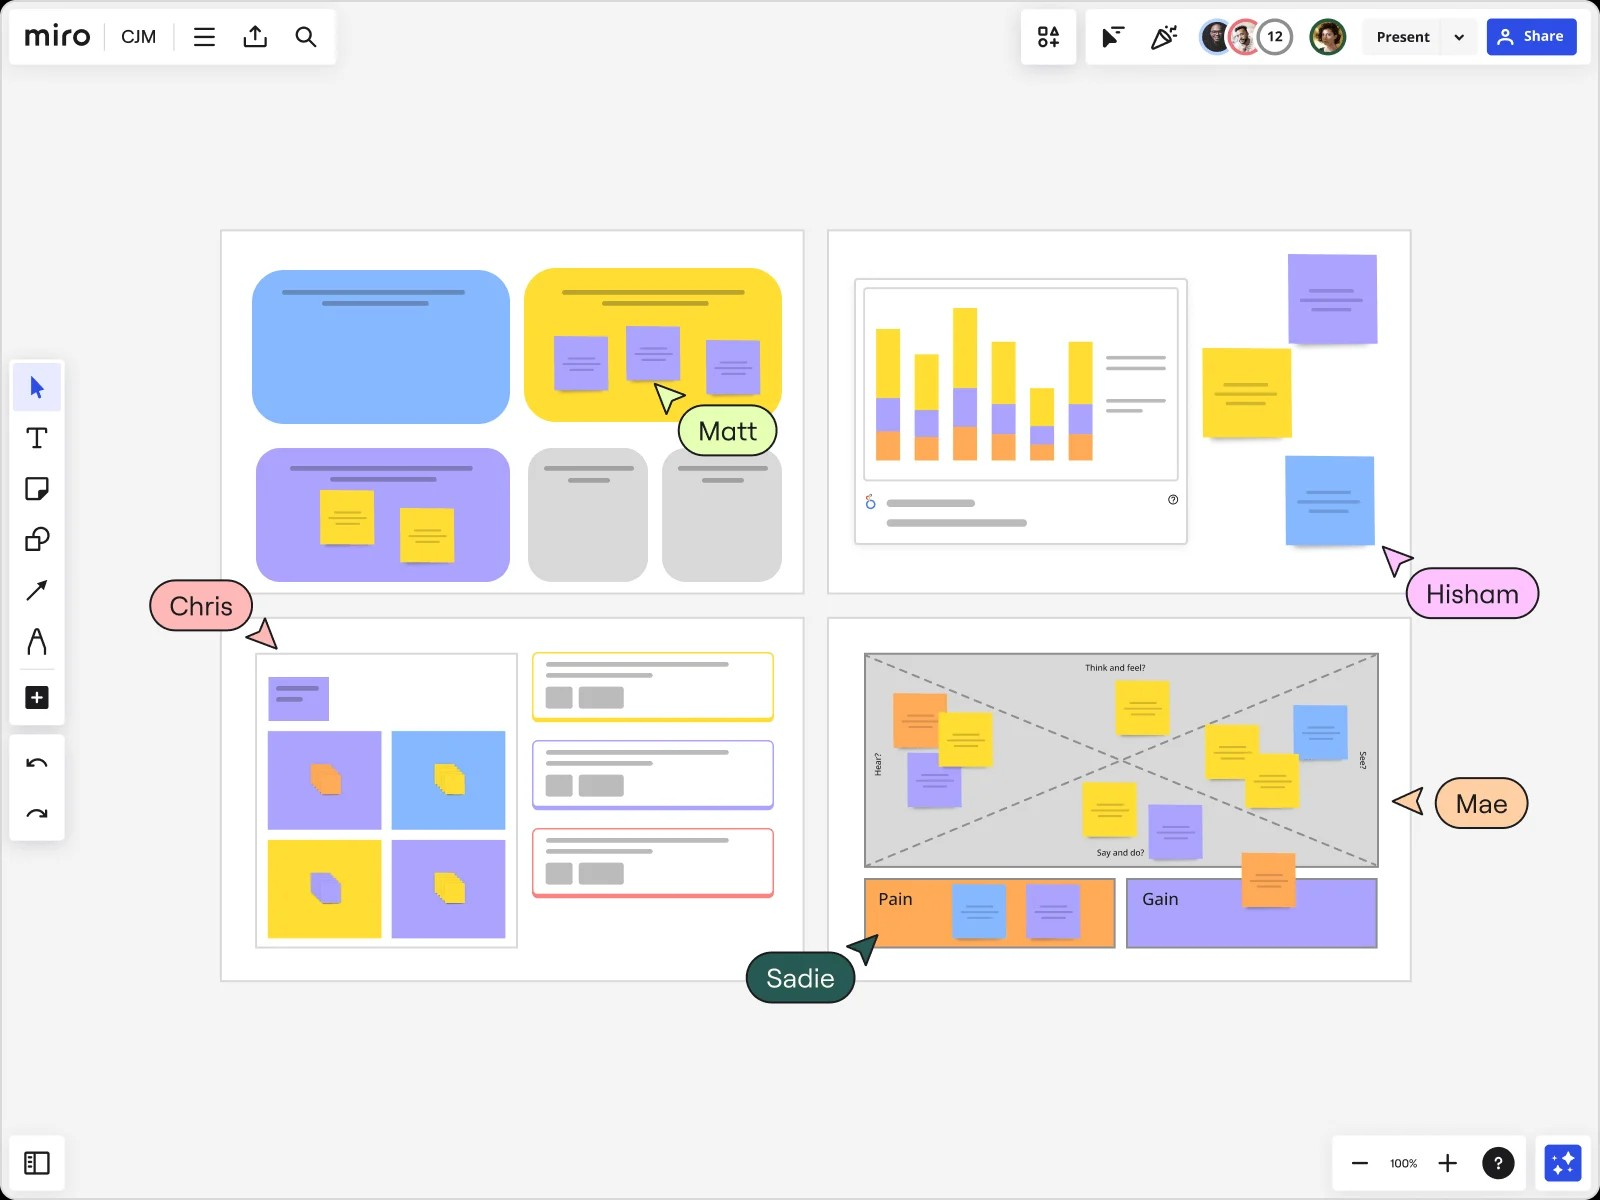 miro
CJM
12
Present
Share
Matt
Chris
Hisham
Think and feel?
Hear?
See?
Say and do?
Mae
Pain
Gain
Sadie
100%
?